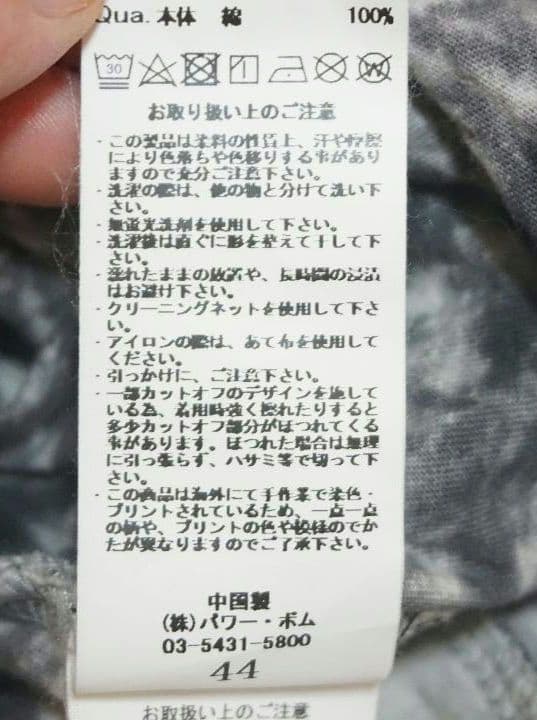 Qua. 本体 綿 100%
30
お取り扱い上のご注意
・この製品は染料の性質上、汗や摩擦
により色落ちや色移りする事があり
ますので充分ご注意下さい。
・洗濯の際は、他の物と分けて洗い下
さい。
・無蛍光洗剤を使用して下さい。
・洗濯後は直ぐに形を整えて干して下
さい。
・濡れたままの放置や、長時間の浸漬
はお避け下さい。
・クリーニングネットを使用して下さ
い。
・アイロンの際は、あて布を使用して
ください。
・引っかけに、ご注意下さい。
・一部カットオフのデザインを施して
いる為、着用時強く擦れたりすると
多少カットオフ部分がほつれてくる
事があります。ほつれた場合は無理
に引っ張らず、ハサミ等で切って下
さい。
・この商品は海外にて手作業で染色・
プリントされているため、一点一点
の柄や、プリントの色や模様のでか
たが異なりますのでご了承下さい。
中国製
(株)パワー・ボム
03-5431-5800
44
お取り扱い上のご注意